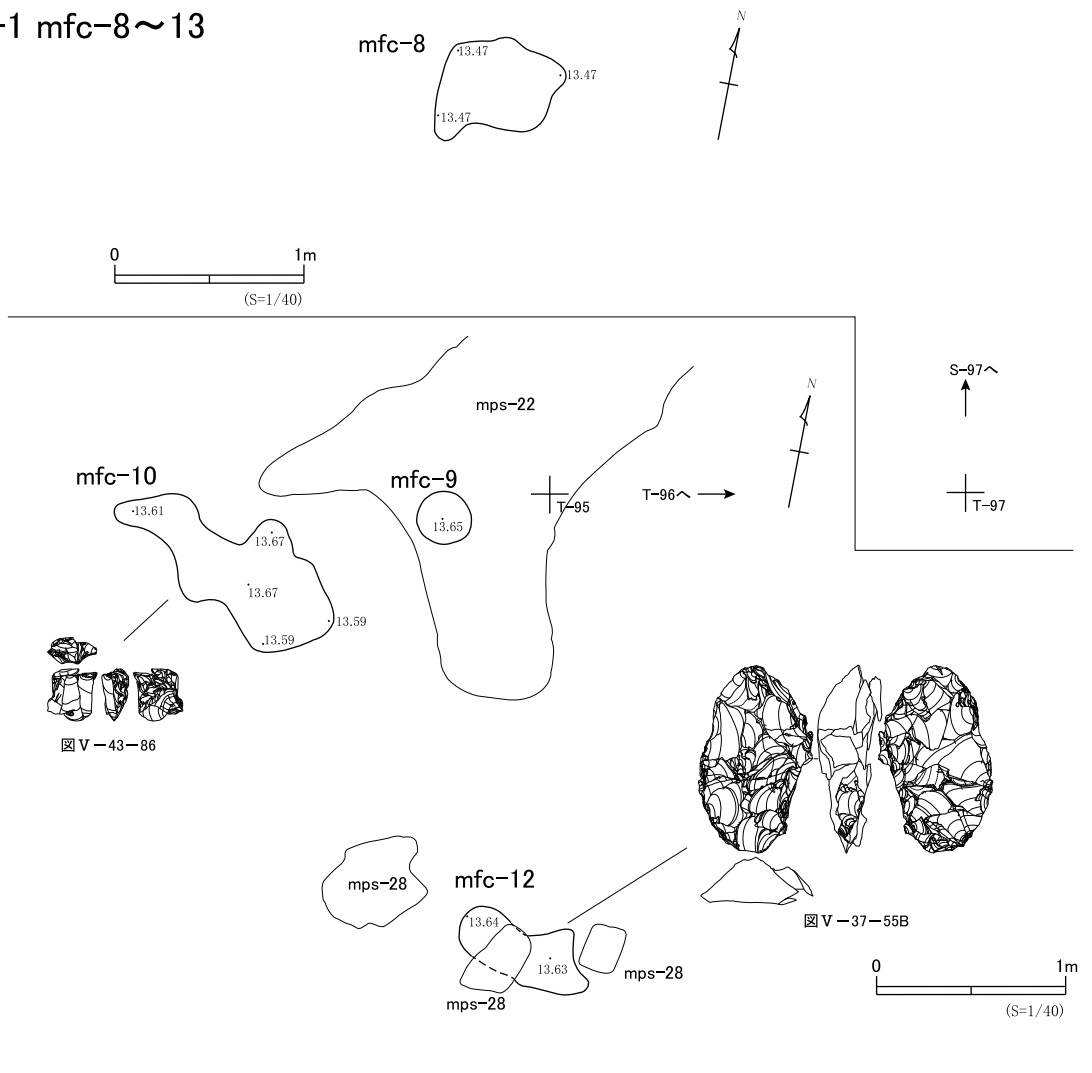 -1 mfc-8～13
mfc-8
13.47
13.47
13.47
N
0 1m
(S=1/40)
S-97へ
N
mps-22
mfc-10
mfc-9
13.61
T-95
T-96へ
T-97
13.65
13.67
13.67
13.59
13.59
図Ⅴ-43-86
mps-28
mfc-12
13.64
13.63
mps-28
mps-28
図Ⅴ-37-55B
0 1m
(S=1/40)